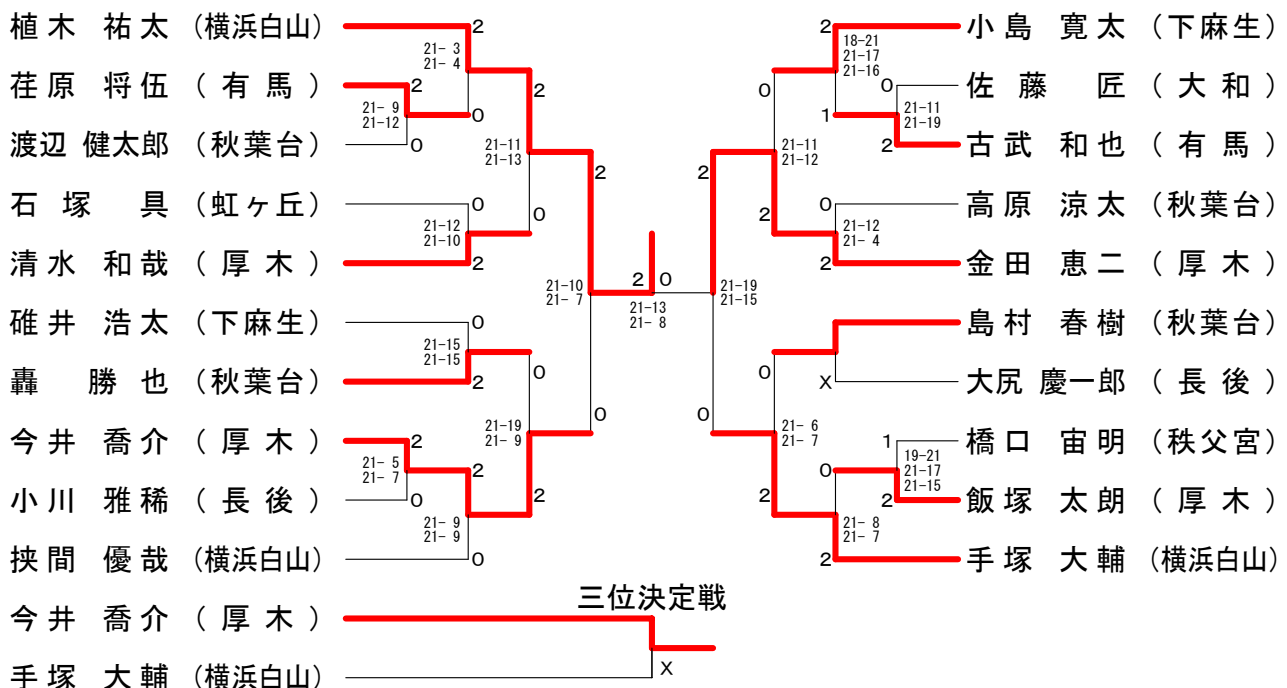 植木 祐太 (横浜白山)
荏原 将伍 (有馬)
渡辺 健太郎 (秋葉台)
石塚 具 (虹ヶ丘)
清水 和哉 (厚木)
碓井 浩太 (下麻生)
轟 勝也 (秋葉台)
今井 喬介 (厚木)
小川 雅稀 (長後)
挟間 優哉 (横浜白山)
2
21- 3
21- 4
0
2
21- 9
21-12
0
2
21-11
21-13
0
0
21-12
21-10
2
0
21-15
21-15
2
2
21- 5
21- 7
0
2
21- 9
21- 9
0
0
21-19
21- 9
2
2
21-10
21- 7
0
2 0
21-13
21- 8
小島 寛太 (下麻生)
佐藤 匠 (大和)
古武 和也 (有馬)
高原 涼太 (秋葉台)
金田 恵二 (厚木)
島村 春樹 (秋葉台)
大尻 慶一郎 (長後)
橋口 宙明 (秩父宮)
飯塚 太朗 (厚木)
手塚 大輔 (横浜白山)
2
18-21
21-17
21-16
1
0
21-11
21-19
2
0
21-11
21-12
2
0
21-12
21- 4
2
2
21-19
21-15
0
X
0
21- 6
21- 7
2
1
19-21
21-17
21-15
2
0
21- 8
21- 7
2
三位決定戦
今井 喬介 (厚木)
手塚 大輔 (横浜白山)
X